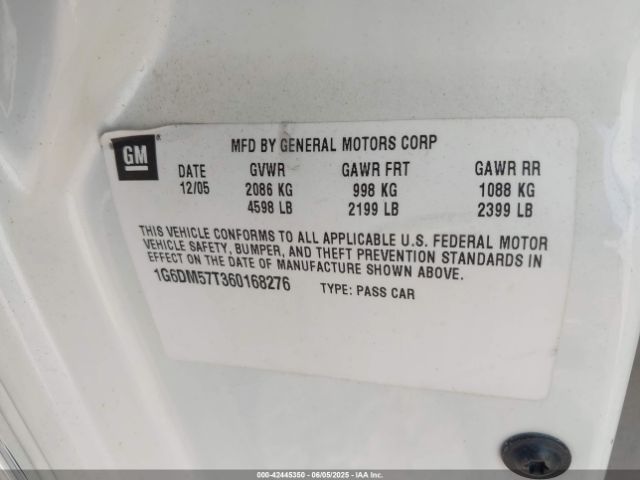 GM
MFD BY GENERAL MOTORS CORP
DATE GVWR GAWR FRT GAWR RR
12/05 2086 KG 998 KG 1088 KG
4598 LB 2199 LB 2399 LB
THIS VEHICLE CONFORMS TO ALL APPLICABLE U.S. FEDERAL MOTOR
VEHICLE SAFETY, BUMPER, AND THEFT PREVENTION STANDARDS IN
EFFECT ON THE DATE OF MANUFACTURE SHOWN ABOVE.
1G6DM57T360168276 TYPE: PASS CAR
000-42445350 06/05/2025 IAAI.com